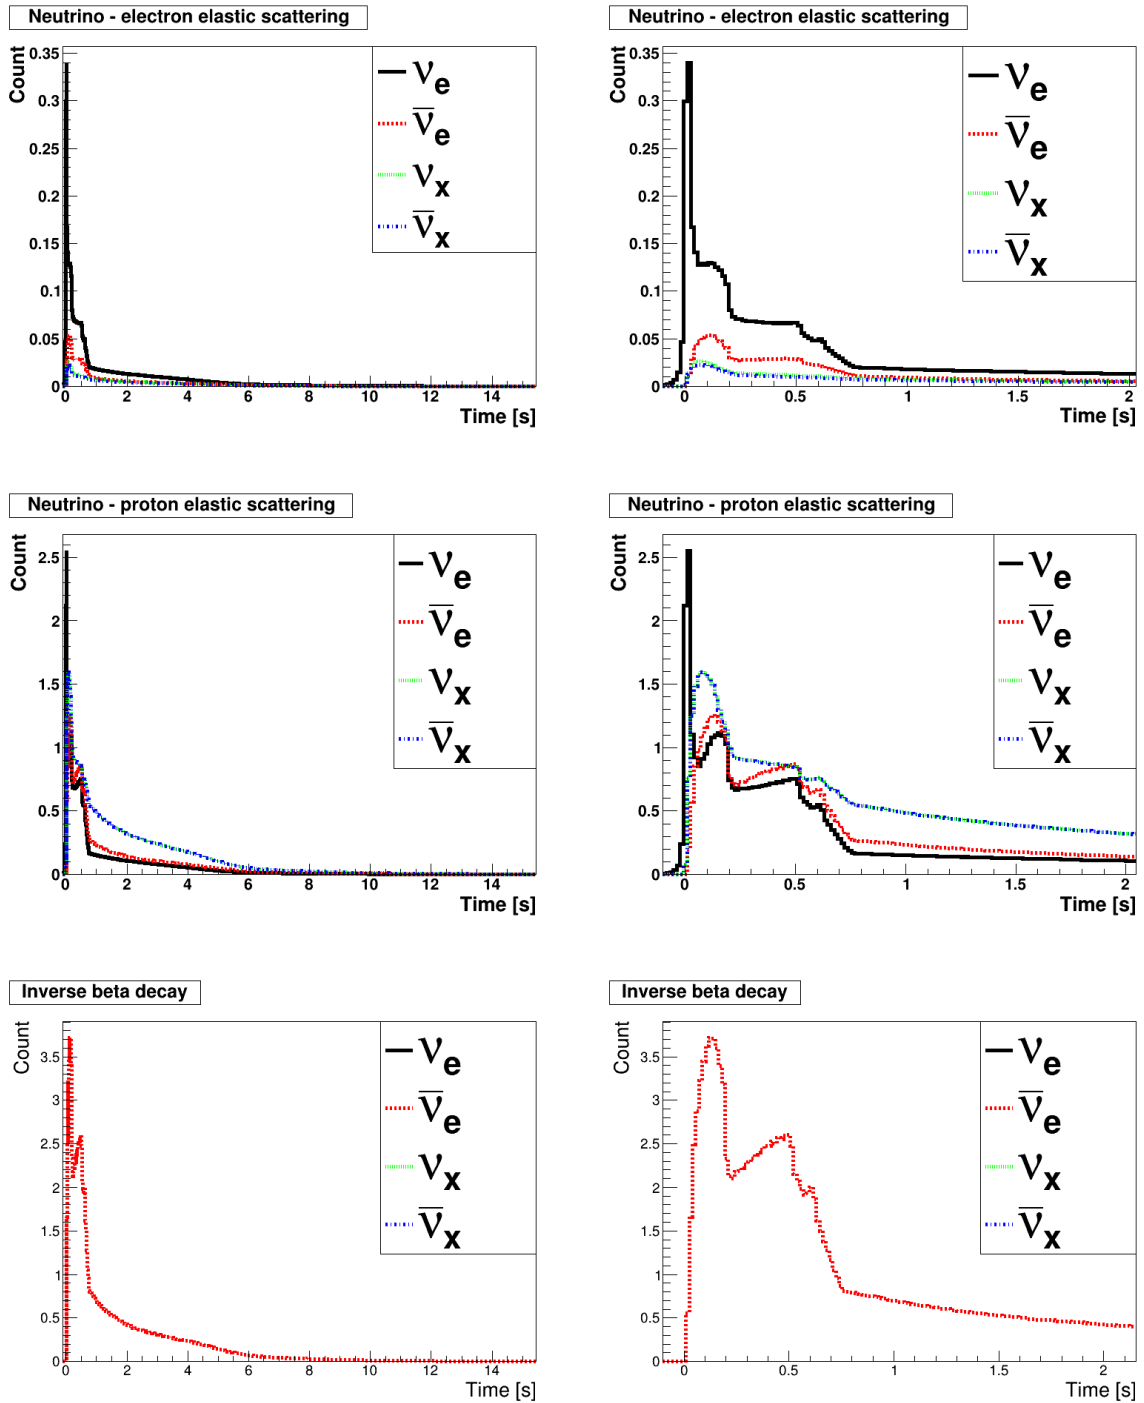 Neutrino - electron elastic scattering
Count
0.35
0.3
0.25
0.2
0.15
0.1
0.05
0
0 2 4 6 8 10 12 14
Time [s]
νe
ν̅e
νx
ν̅x
Neutrino - electron elastic scattering
Count
0.35
0.3
0.25
0.2
0.15
0.1
0.05
0
0 0.5 1 1.5 2
Time [s]
νe
ν̅e
νx
ν̅x
Neutrino - proton elastic scattering
Count
2.5
2
1.5
1
0.5
0
0 2 4 6 8 10 12 14
Time [s]
νe
ν̅e
νx
ν̅x
Neutrino - proton elastic scattering
Count
2.5
2
1.5
1
0.5
0
0 0.5 1 1.5 2
Time [s]
νe
ν̅e
νx
ν̅x
Inverse beta decay
Count
3.5
3
2.5
2
1.5
1
0.5
0
0 2 4 6 8 10 12 14
Time [s]
νe
ν̅e
νx
ν̅x
Inverse beta decay
Count
3.5
3
2.5
2
1.5
1
0.5
0
0 0.5 1 1.5 2
Time [s]
νe
ν̅e
νx
ν̅x